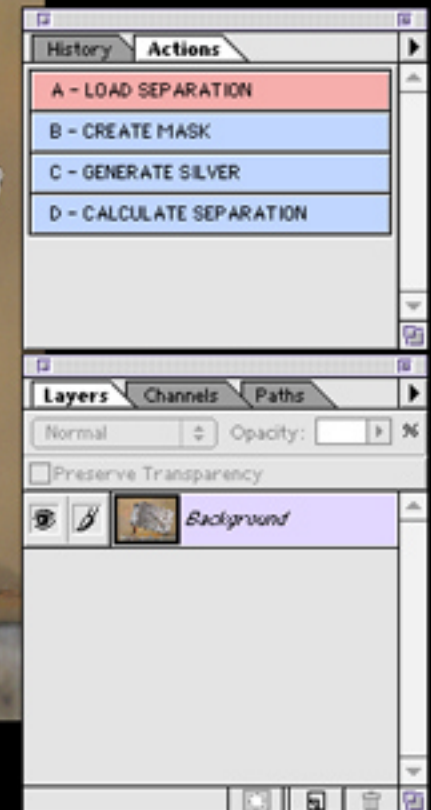 History Actions
A - LOAD SEPARATION
B - CREATE MASK
C - GENERATE SILVER
D - CALCULATE SEPARATION
Layers Channels Paths
Normal Opacity: %
Preserve Transparency
Background